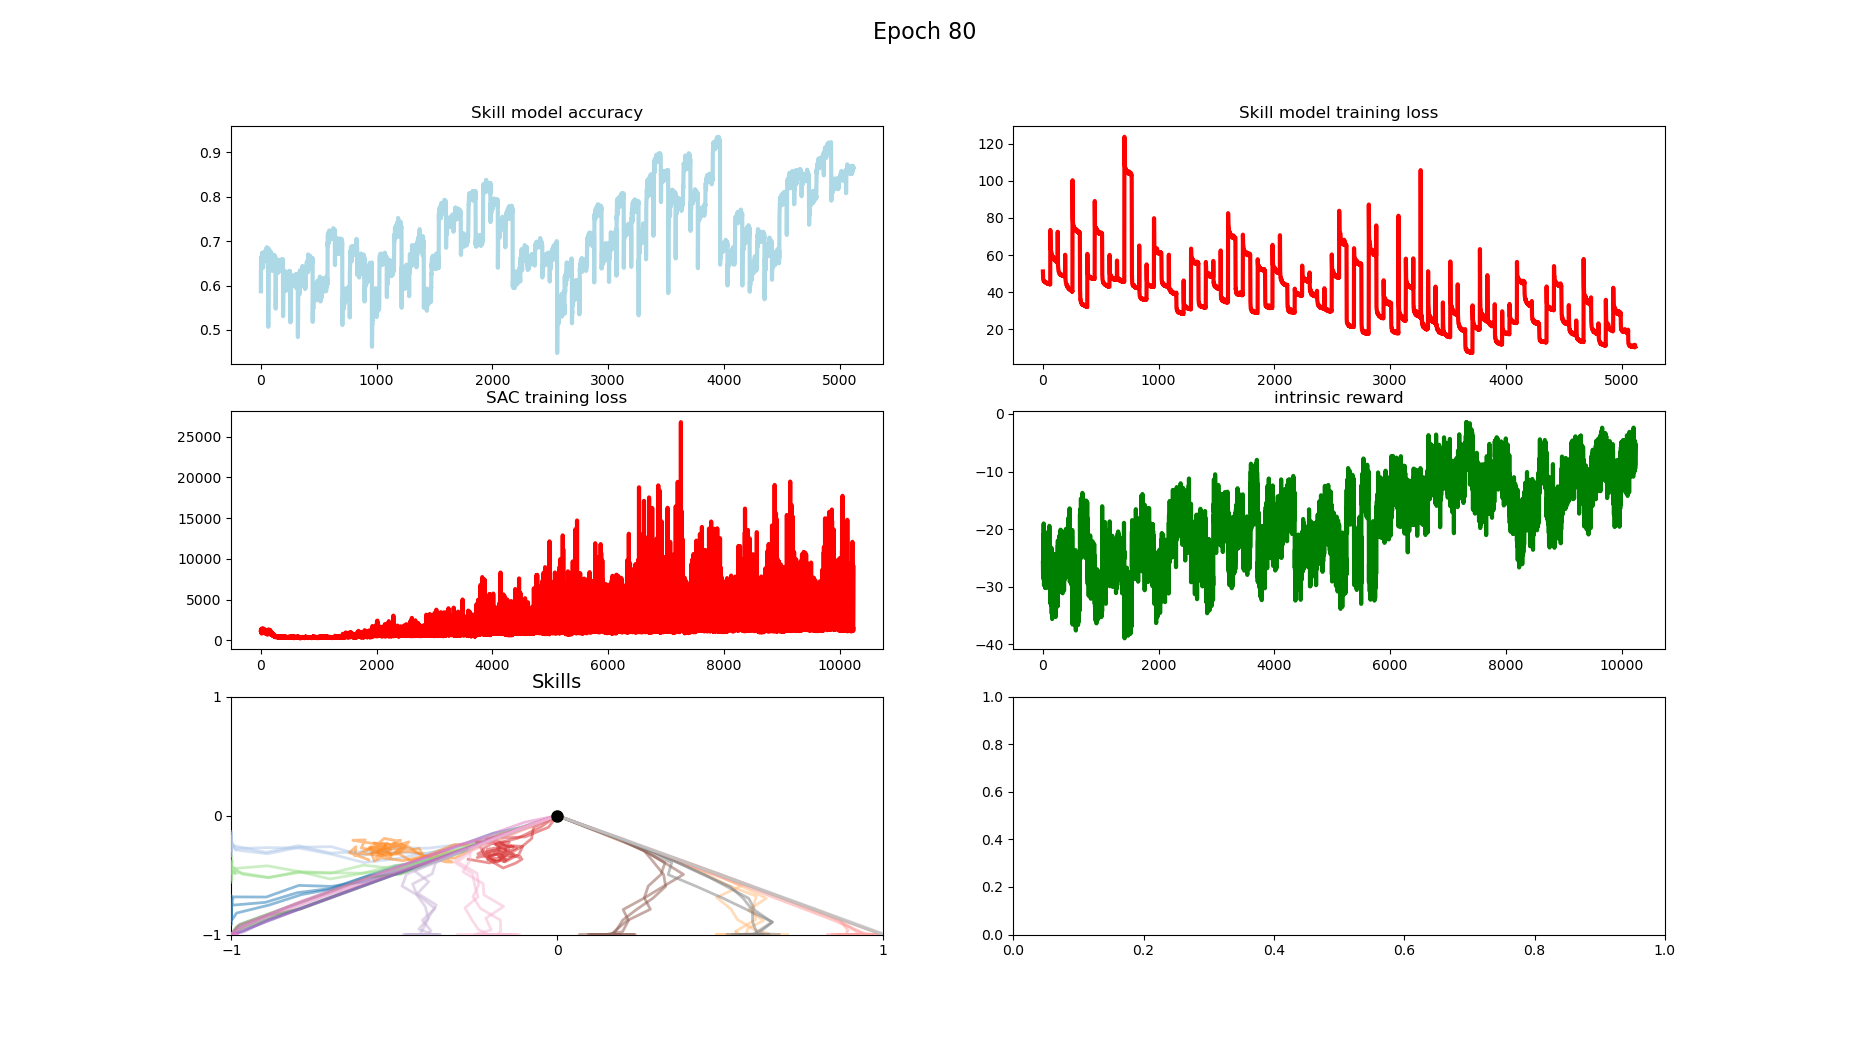 Epoch 80
Skill model accuracy
0.9
0.8
0.7
0.6
0.5
0 1000 2000 3000 4000 5000
Skill model training loss
120
100
80
60
40
20
0 1000 2000 3000 4000 5000
SAC training loss
25000
20000
15000
10000
5000
0
0 2000 4000 6000 8000 10000
intrinsic reward
0
−10
−20
−30
−40
0 2000 4000 6000 8000 10000
Skills
1
0
−1
−1 0 1
1.0
0.8
0.6
0.4
0.2
0.0
0.0 0.2 0.4 0.6 0.8 1.0